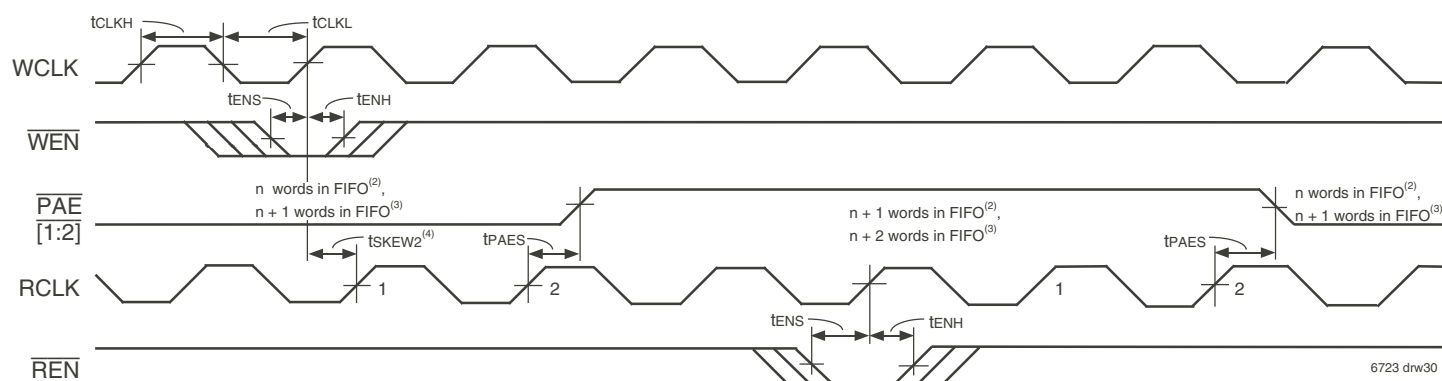 tCLKH
tCLKL
WCLK
tENS
tENH
WEN
n words in FIFO(2),
n + 1 words in FIFO(3)
PAE
[1:2]
n + 1 words in FIFO(2),
n + 2 words in FIFO(3)
n words in FIFO(2),
n + 1 words in FIFO(3)
tSKEW2(4)
tPAES
tPAES
RCLK
1
2
1
2
tENS
tENH
REN
6723 drw30